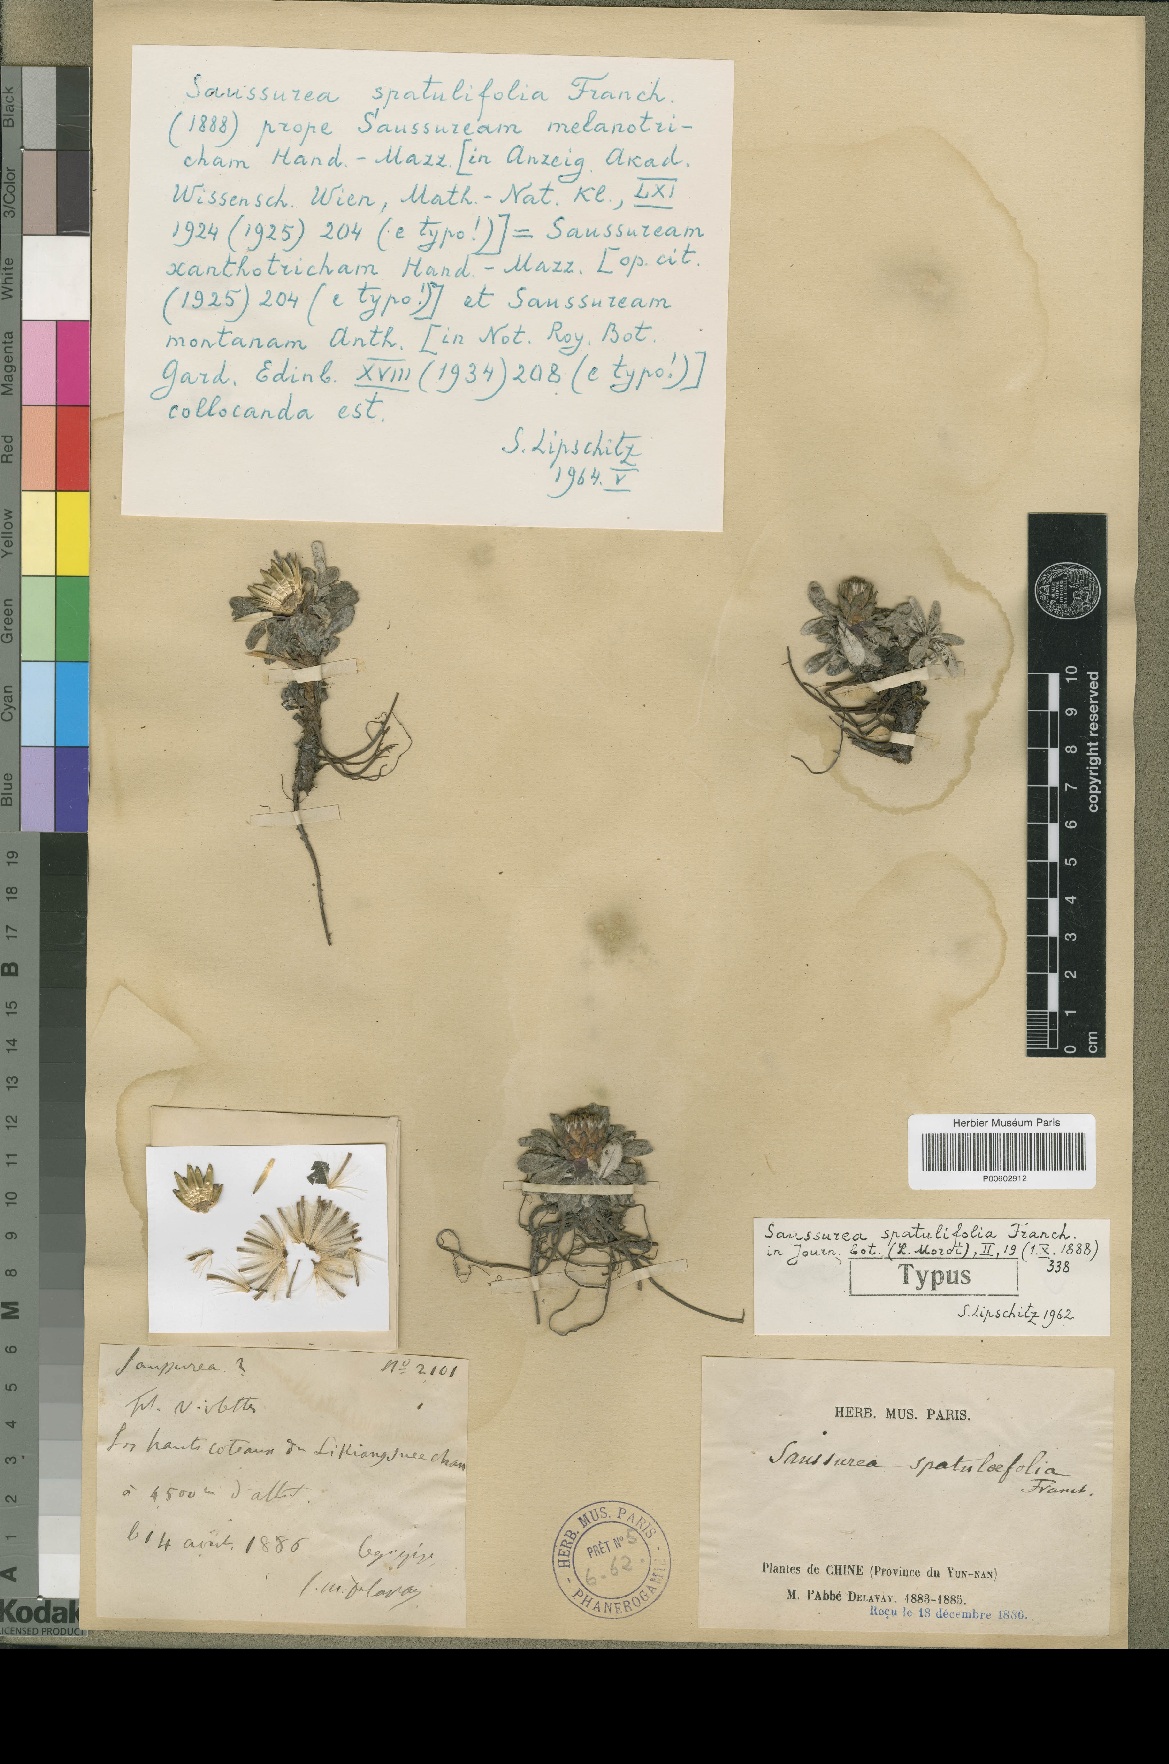 Saussurea spatulifolia Franch.
(1888) prope Saussuream melanotri-
cham Hand.-Mazz. [in Anzeig. Akad.
Wissensch. Wien, Math.-Nat. Kl., LXI
1924 (1925) 204 (e typo!)] = Saussuream
xanthotricham Hand.-Mazz. [op. cit.
(1925) 204 (e typo!)] et Saussuream
montanam Anth. [in Not. Roy. Bot.
Gard. Edinb. XVIII (1934) 208 (e typo!)]
collocanda est.
S. Lipschitz
1964. V
Black
3/Color
White
Magenta
Red
Yellow
Green
Cyan
Blue
19
18
17
B
16
15
14
13
12
11
10
9
8
M
7
6
5
4
3
2
1
A
Kodak
LICENSED PRODUCT
10
9
8
7
6
5
4
3
2
1
0
cm
copyright reserved
Herbier Muséum Paris
P00602912
Saussurea spatulifolia Franch.
in Journ. bot. (L. Morot), II, 19 (1.X.1888)
338
Typus
S. Lipschitz 1962
Saussurea ?
No 2101
fl. violettes
Les hauts coteaux du Likiang
à 4500m d'altit.
le 14 août. 1886
j.m. Delavay
HERB. MUS. PARIS
PRÊT No 5
6.62.
PHANEROGAMIE
HERB. MUS. PARIS.
Saussurea spatulæfolia
Franch.
Plantes de CHINE (Province du YUN-NAN)
M. l'Abbé DELAVAY. 1883-1885.
Reçu le 18 décembre 1886.